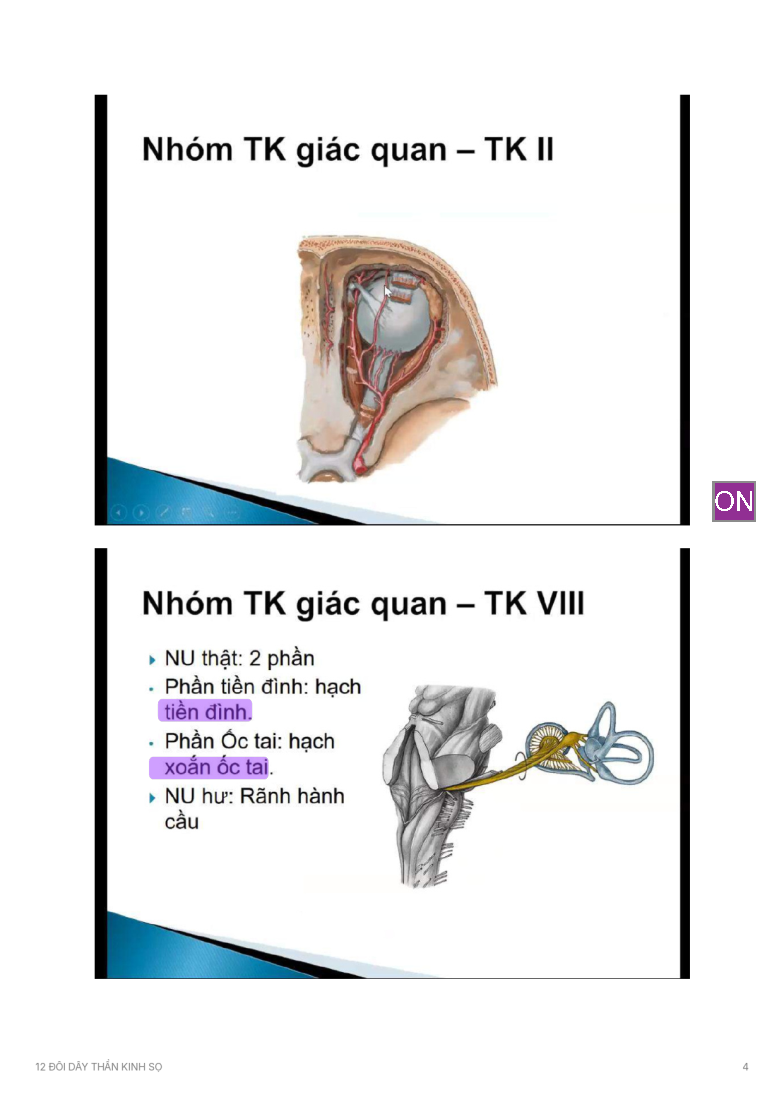 Nhóm TK giác quan – TK II
ON
Nhóm TK giác quan – TK VIII
NU thật: 2 phần
Phần tiền đình: hạch
tiền đình.
Phần Ốc tai: hạch
xoắn ốc tai.
NU hư: Rãnh hành
cầu
12 ĐÔI DÂY THẦN KINH SỌ
4